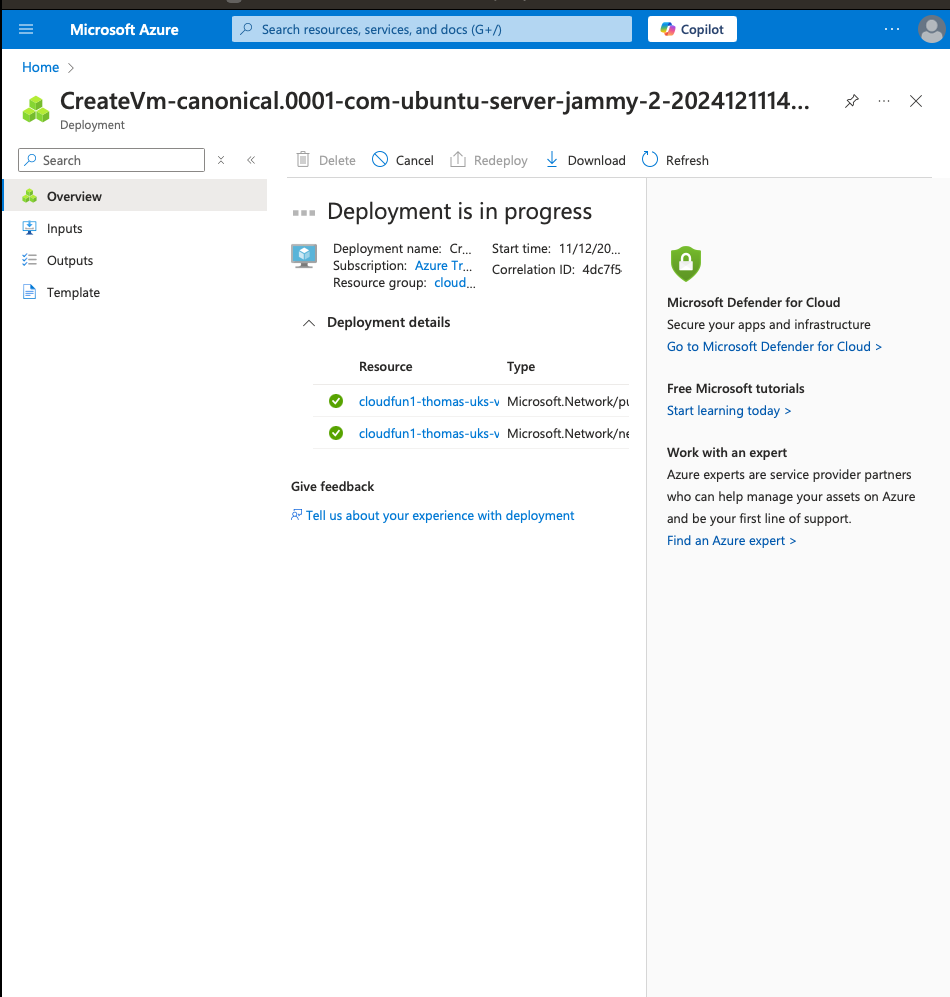 Microsoft Azure
Search resources, services, and docs (G+/)
Copilot
Home
CreateVm-canonical.0001-com-ubuntu-server-jammy-2-2024121114...
Deployment
Search
Overview
Inputs
Outputs
Template
Delete Cancel Redeploy Download Refresh
Deployment is in progress
Deployment name: Cr...
Subscription: Azure Tr...
Resource group: cloud...
Start time: 11/12/20...
Correlation ID: 4dc7f5
Deployment details
Resource Type
cloudfun1-thomas-uks-v Microsoft.Network/pu
cloudfun1-thomas-uks-v Microsoft.Network/ne
Give feedback
Tell us about your experience with deployment
Microsoft Defender for Cloud
Secure your apps and infrastructure
Go to Microsoft Defender for Cloud >
Free Microsoft tutorials
Start learning today >
Work with an expert
Azure experts are service provider partners
who can help manage your assets on Azure
and be your first line of support.
Find an Azure expert >